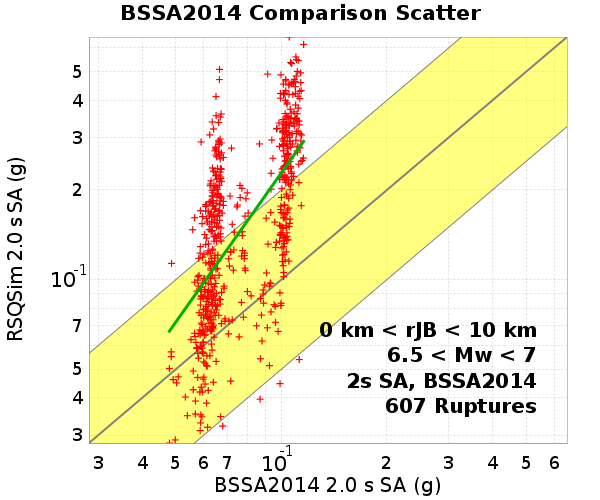 BSSA2014 Comparison Scatter
RSQSim 2.0 s SA (g)
5
4
3
2
10-1
7
5
4
3
0 km < rJB < 10 km
6.5 < Mw < 7
2s SA, BSSA2014
607 Ruptures
3 4 5 6 7 10-1 2 3 4 5 6
BSSA2014 2.0 s SA (g)